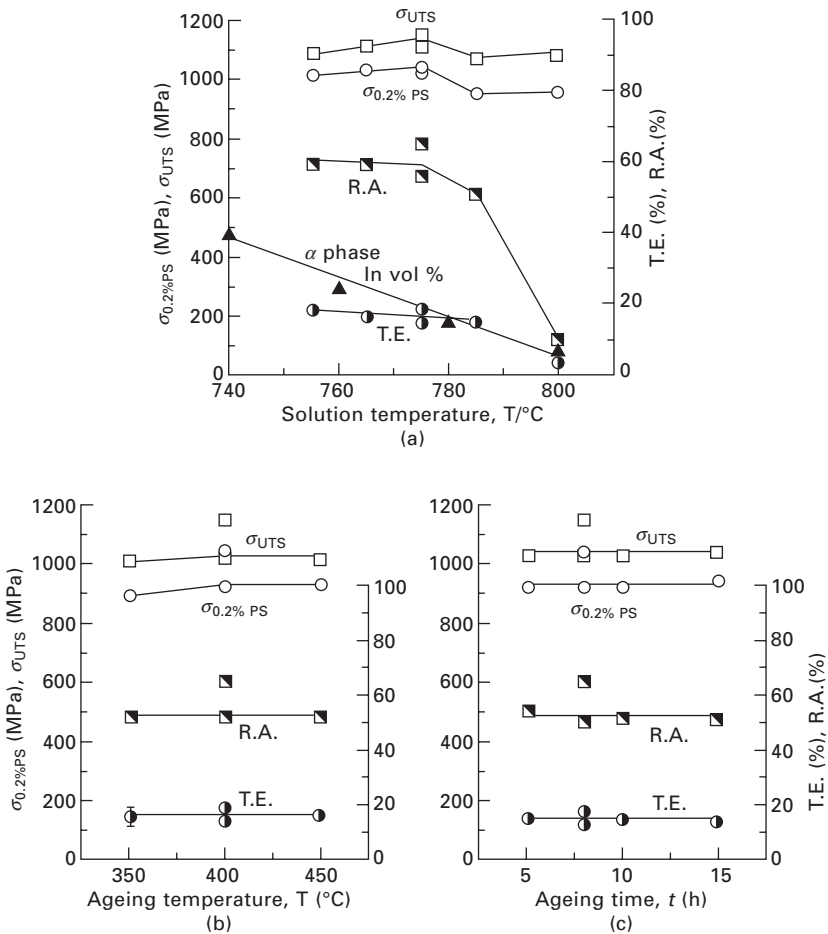 σUTS
σ0.2% PS
R.A.
α phase
In vol %
T.E.
1200
1000
800
600
400
200
0
100
80
60
40
20
0
σ0.2%PS (MPa), σUTS (MPa)
T.E. (%), R.A.(%)
740
760
780
800
Solution temperature, T/°C
(a)
σUTS
σ0.2% PS
R.A.
T.E.
1200
1000
800
600
400
200
0
100
80
60
40
20
0
σ0.2%PS (MPa), σUTS (MPa)
350
400
450
Ageing temperature, T (°C)
(b)
σUTS
σ0.2% PS
R.A.
T.E.
1200
1000
800
600
400
200
0
100
80
60
40
20
0
T.E. (%), R.A.(%)
5
10
15
Ageing time, t (h)
(c)